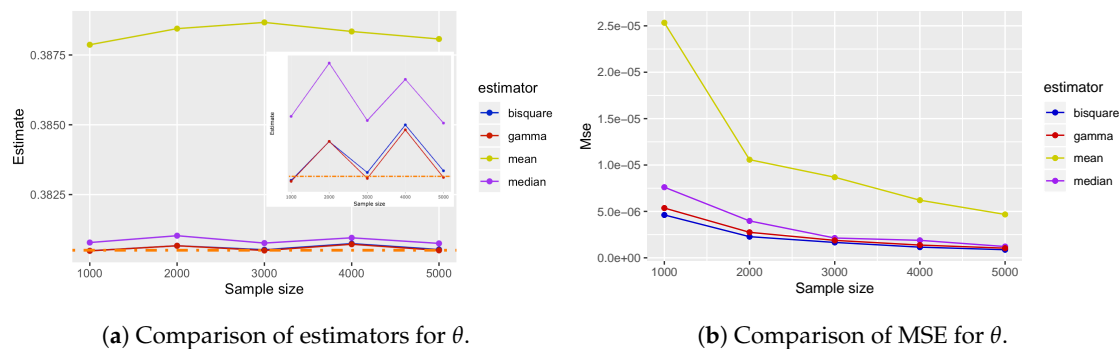 0.3875
0.3850
0.3825
Estimate
1000 2000 3000 4000 5000
Sample size
Estimate
1000 2000 3000 4000 5000
Sample size
estimator
bisquare
gamma
mean
median
2.5e−05
2.0e−05
1.5e−05
1.0e−05
5.0e−06
0.0e+00
Mse
1000 2000 3000 4000 5000
Sample size
estimator
bisquare
gamma
mean
median
(a) Comparison of estimators for θ.
(b) Comparison of MSE for θ.